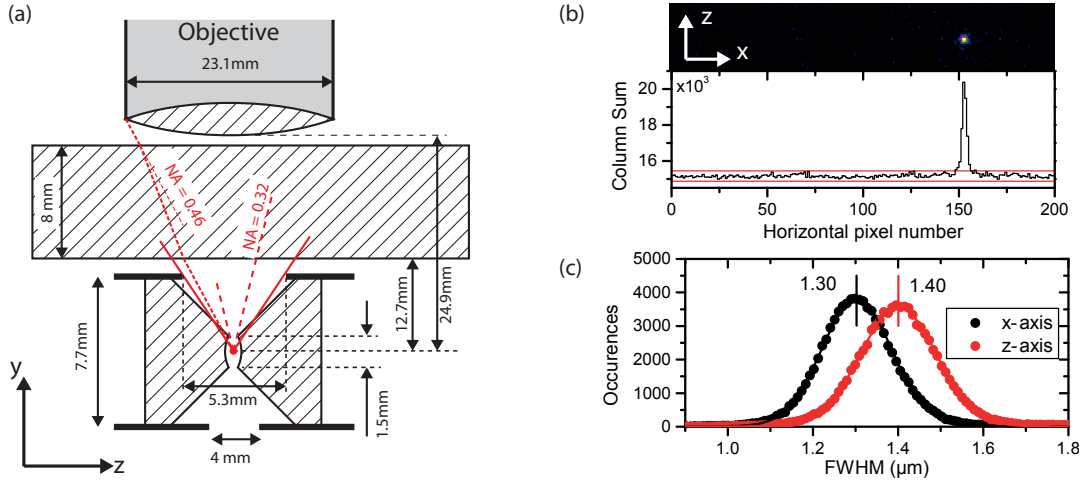 (a)
Objective
23.1mm
NA=0.46
NA=0.32
8 mm
12.7mm
24.9mm
7.7mm
5.3mm
1.5mm
4 mm
y
z
(b)
z
x
x10³
20
18
16
Column Sum
0 50 100 150 200
Horizontal pixel number
(c)
1.30 1.40
5000
4000
3000
2000
1000
0
Occurences
x-axis
z-axis
1.0 1.2 1.4 1.6 1.8
FWHM (µm)